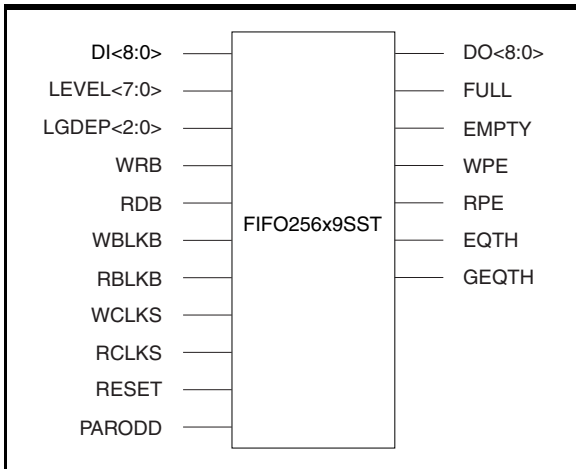 DI<8:0>
LEVEL<7:0>
LGDEP<2:0>
WRB
RDB
WBLKB
RBLKB
WCLKS
RCLKS
RESET
PARODD
FIFO256x9SST
DO<8:0>
FULL
EMPTY
WPE
RPE
EQTH
GEQTH